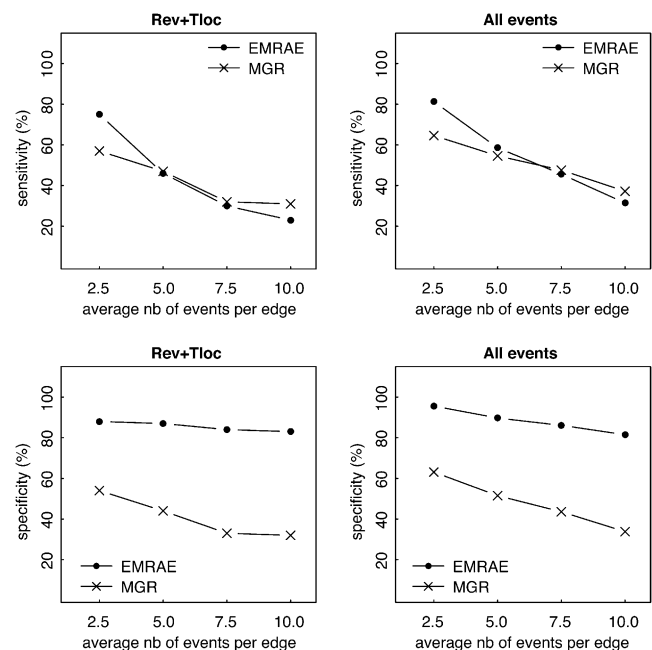 Rev+Tloc
EMRAE
MGR
sensitivity (%)
100
80
60
40
20
2.5 5.0 7.5 10.0
average nb of events per edge
All events
EMRAE
MGR
sensitivity (%)
100
80
60
40
20
2.5 5.0 7.5 10.0
average nb of events per edge
Rev+Tloc
specificity (%)
100
80
60
40
20
EMRAE
MGR
2.5 5.0 7.5 10.0
average nb of events per edge
All events
specificity (%)
100
80
60
40
20
EMRAE
MGR
2.5 5.0 7.5 10.0
average nb of events per edge